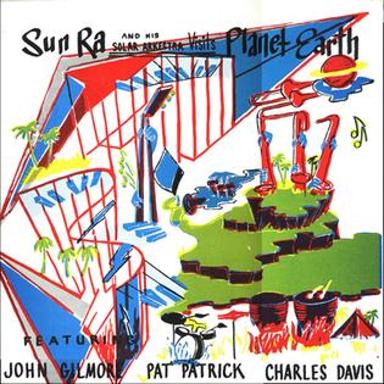 Sun Ra AND HIS SOLAR ARKESTRA Visits Planet Earth
FEATURING
JOHN GILMORE PAT PATRICK CHARLES DAVIS